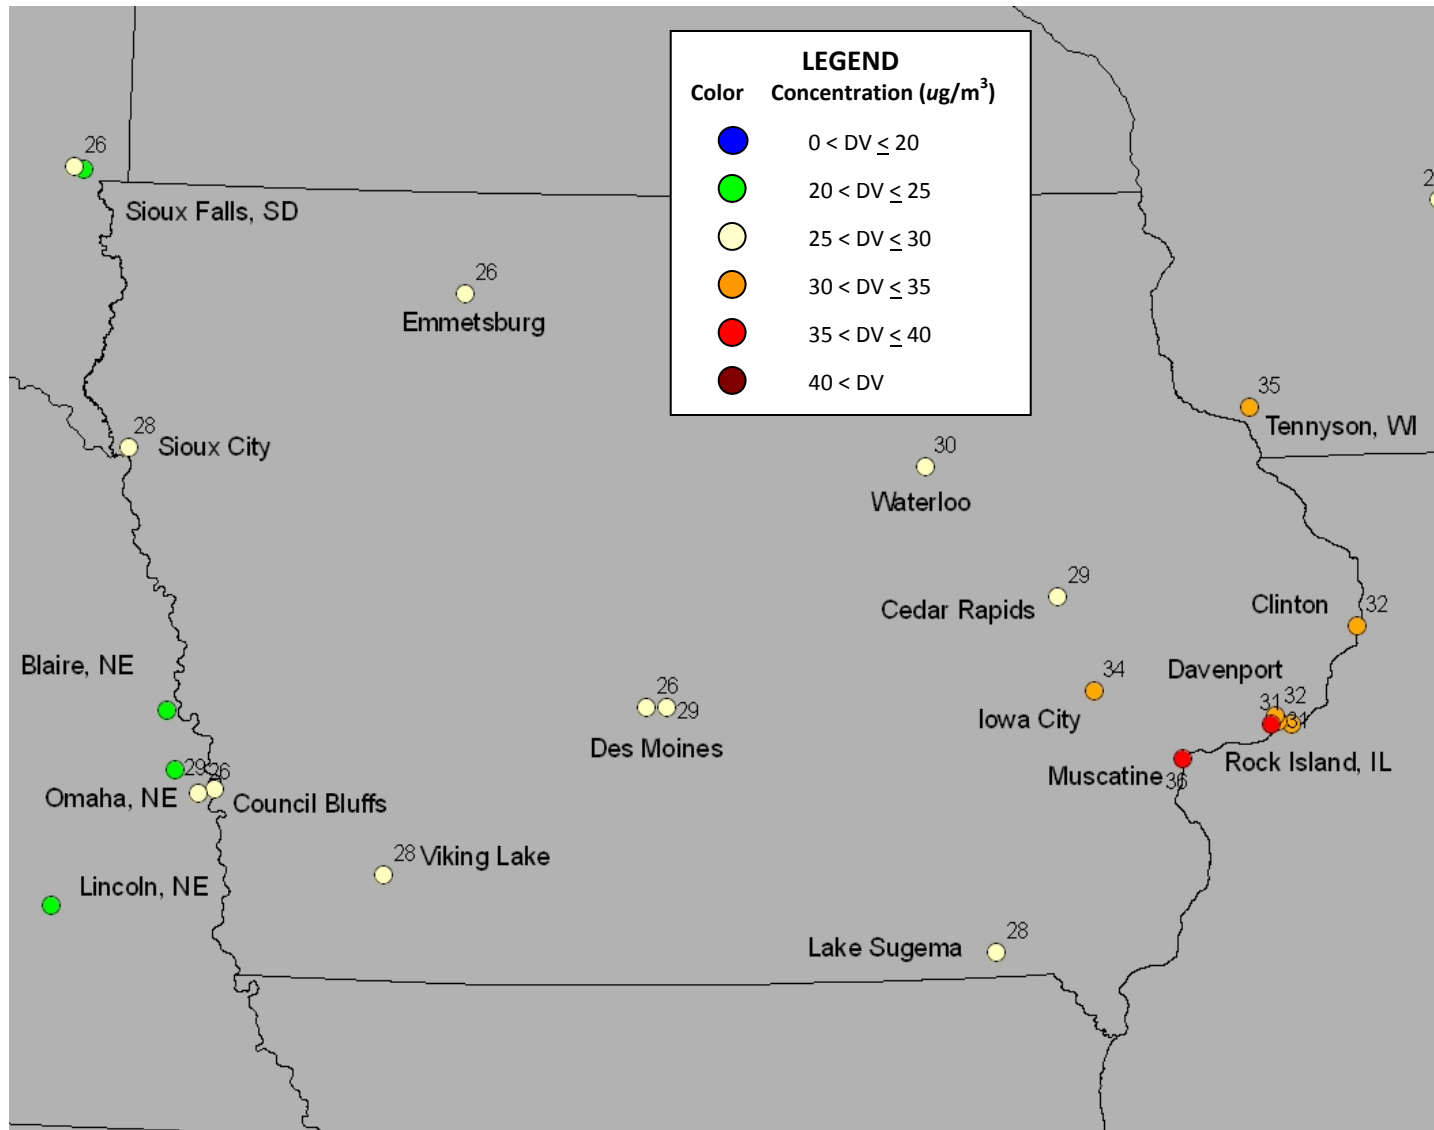 LEGEND
Color Concentration (ug/m³)
0 < DV ≤ 20
20 < DV ≤ 25
25 < DV ≤ 30
30 < DV ≤ 35
35 < DV ≤ 40
40 < DV
26
Sioux Falls, SD
26
Emmetsburg
35
Tennyson, WI
28
Sioux City
30
Waterloo
29
Cedar Rapids
Clinton
32
Blaire, NE
Davenport
34
Iowa City
26
29
Des Moines
31 32
31
Rock Island, IL
Muscatine
36
29 26
Omaha, NE
Council Bluffs
28 Viking Lake
Lincoln, NE
28
Lake Sugema